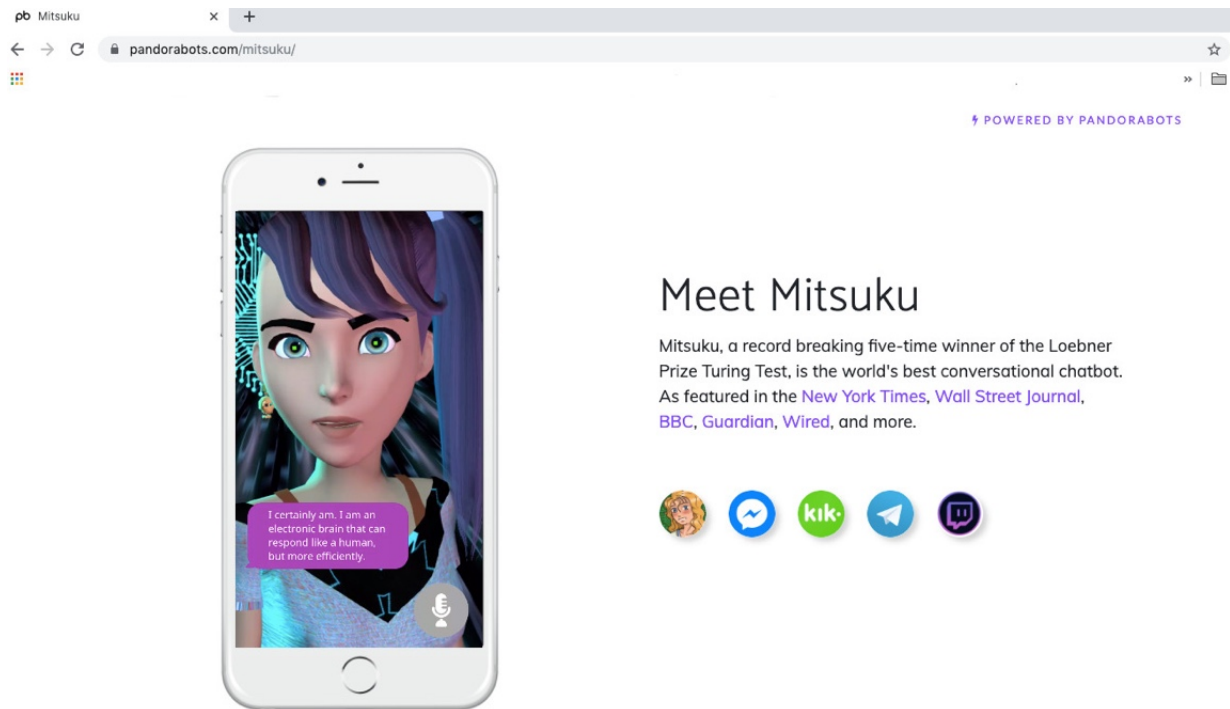 pb Mitsuku
pandorabots.com/mitsuku/
POWERED BY PANDORABOTS
Meet Mitsuku
Mitsuku, a record breaking five-time winner of the Loebner
Prize Turing Test, is the world's best conversational chatbot.
As featured in the New York Times, Wall Street Journal,
BBC, Guardian, Wired, and more.
kik.
I certainly am. I am an
electronic brain that can
respond like a human,
but more efficiently.